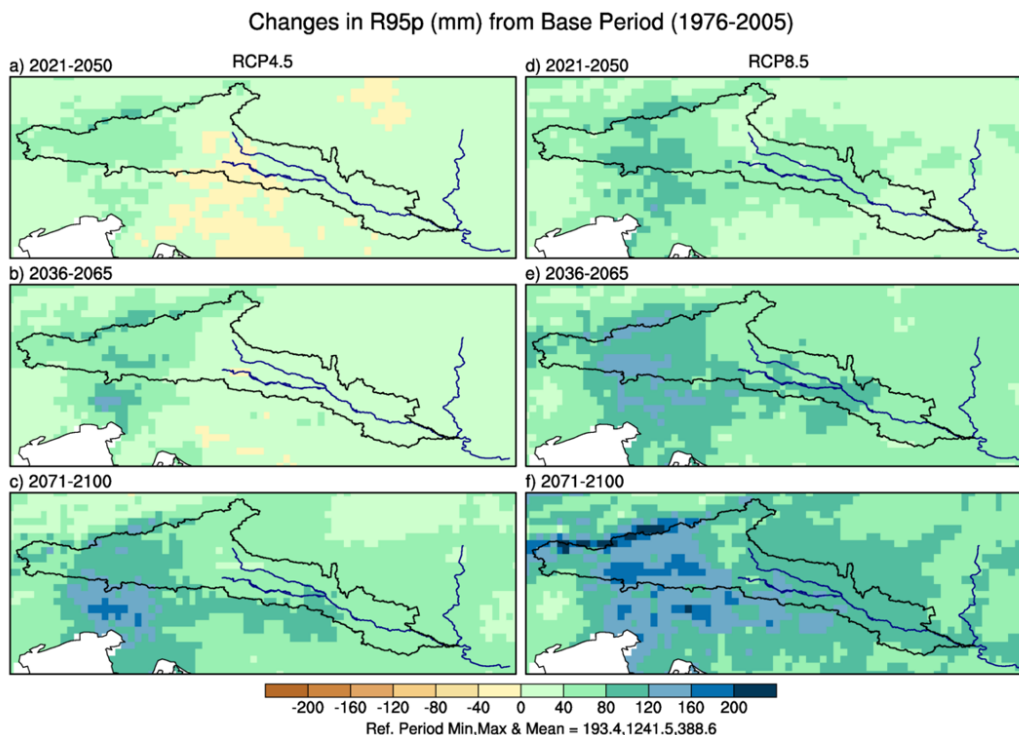 Changes in R95p (mm) from Base Period (1976-2005)
RCP4.5
RCP8.5
a) 2021-2050
d) 2021-2050
b) 2036-2065
e) 2036-2065
c) 2071-2100
f) 2071-2100
-200 -160 -120 -80 -40 0 40 80 120 160 200
Ref. Period Min,Max & Mean = 193.4,1241.5,388.6